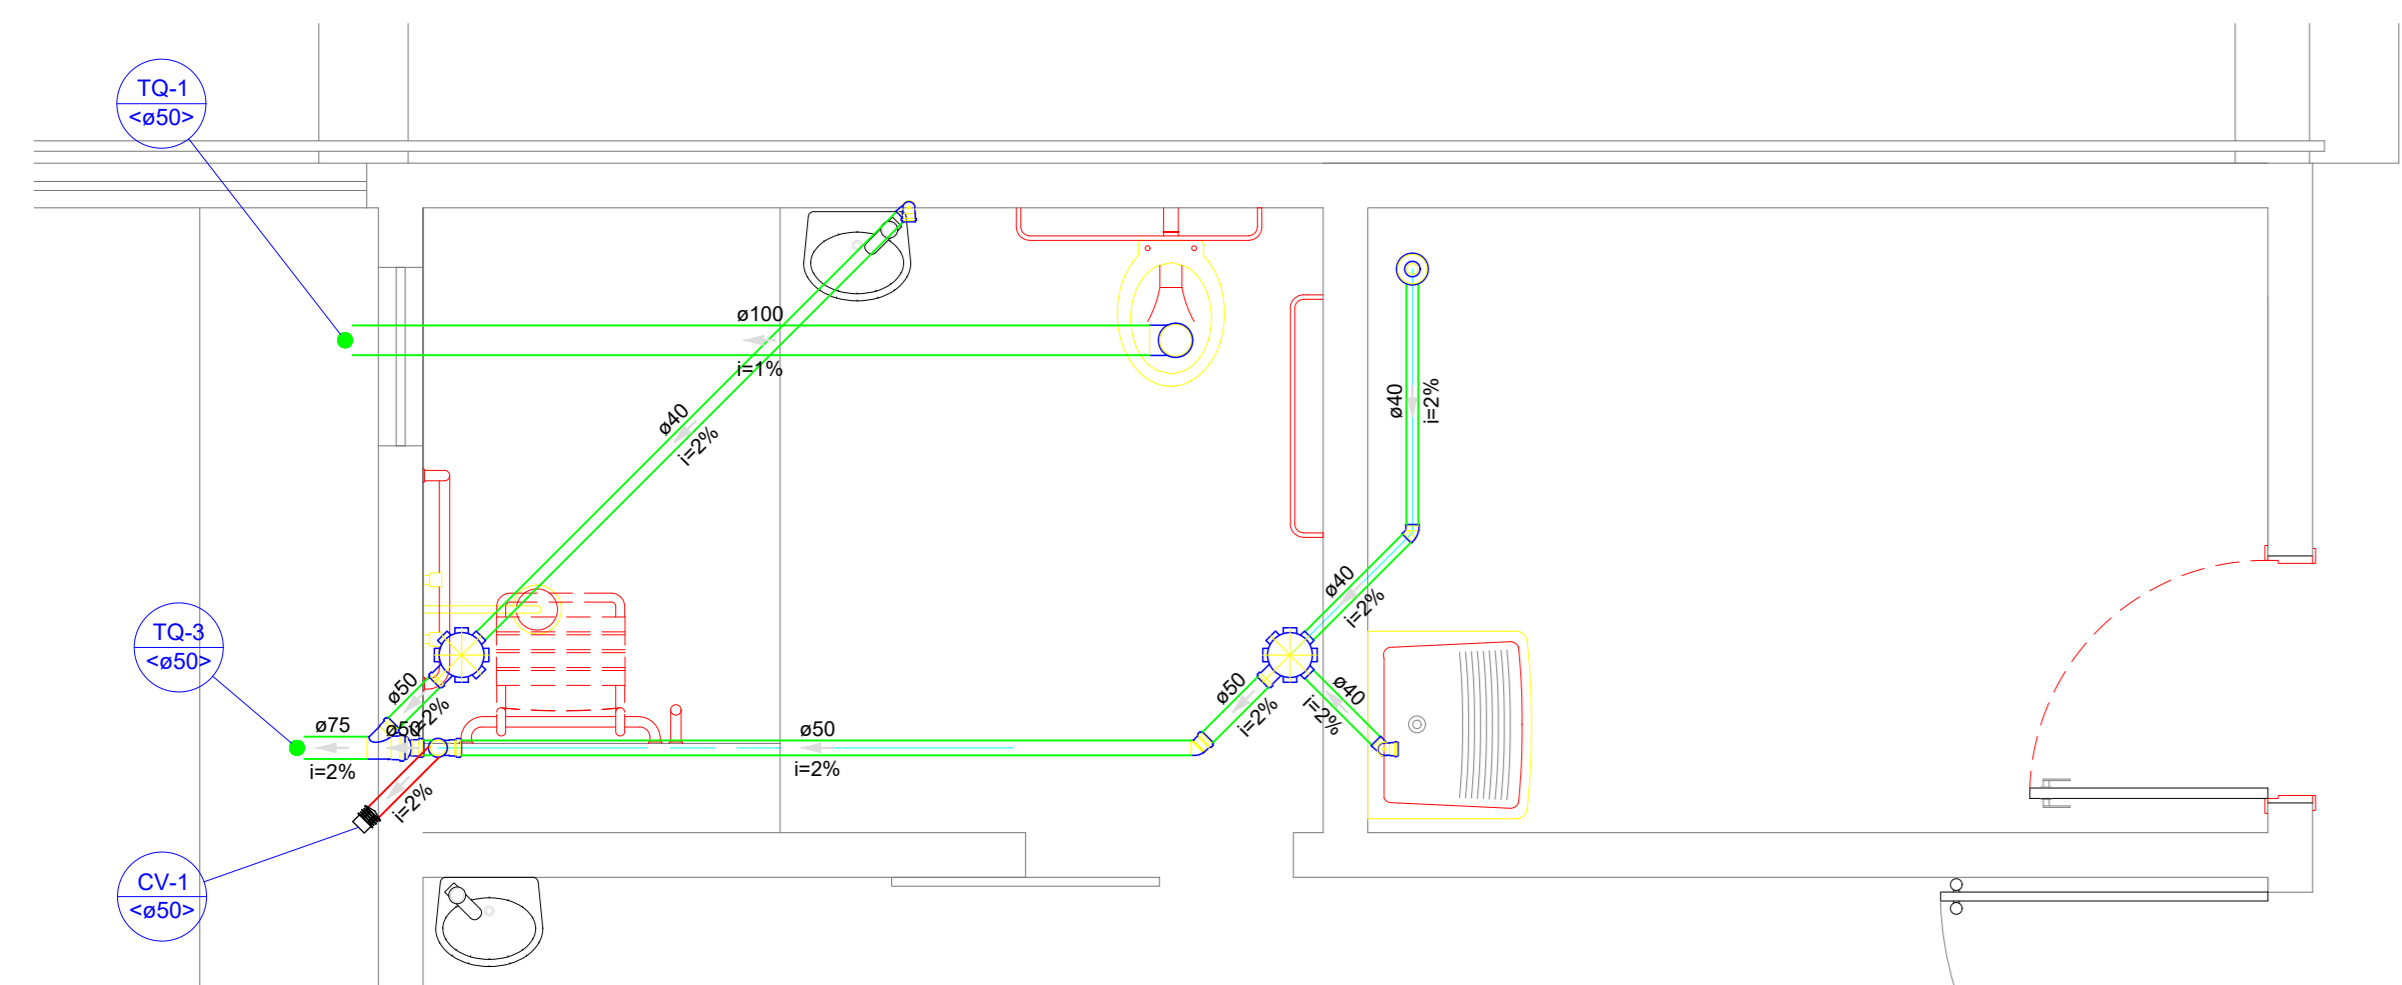 TQ-1
<ø50>
ø100
i=1%
ø40
i=2%
ø40
i=2%
ø40
i=2%
TQ-3
<ø50>
ø50
i=2%
ø75
i=2%
ø50
ø50
i=2%
ø50
i=2%
ø40
i=2%
i=2%
CV-1
<ø50>